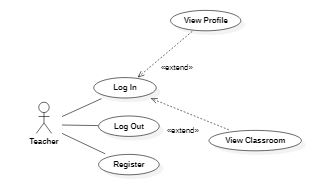 View Profile
«extend»
Log In
Log Out
«extend»
Teacher
View Classroom
Register